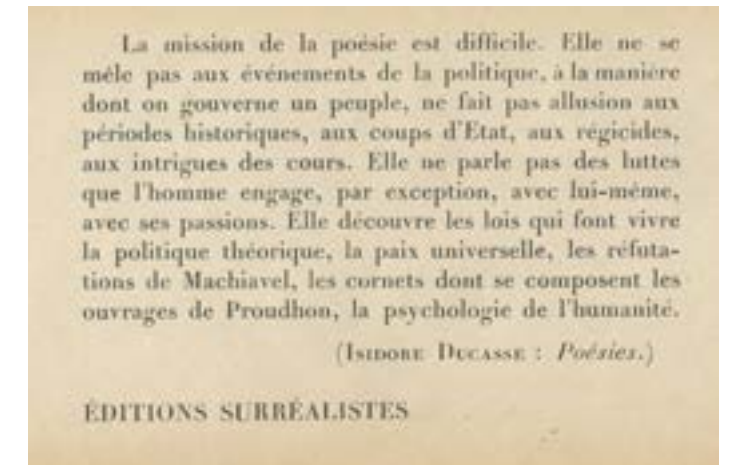 La mission de la poésie est difficile. Elle ne se
mêle pas aux événements de la politique, à la manière
dont on gouverne un peuple, ne fait pas allusion aux
périodes historiques, aux coups d'Etat, aux régicides,
aux intrigues des cours. Elle ne parle pas des luttes
que l'homme engage, par exception, avec lui-même,
avec ses passions. Elle découvre les lois qui font vivre
la politique théorique, la paix universelle, les réfuta-
tions de Machiavel, les cornets dont se composent les
ouvrages de Proudhon, la psychologie de l'humanité.
(ISIDORE DUCASSE : Poésies.)
ÉDITIONS SURRÉALISTES